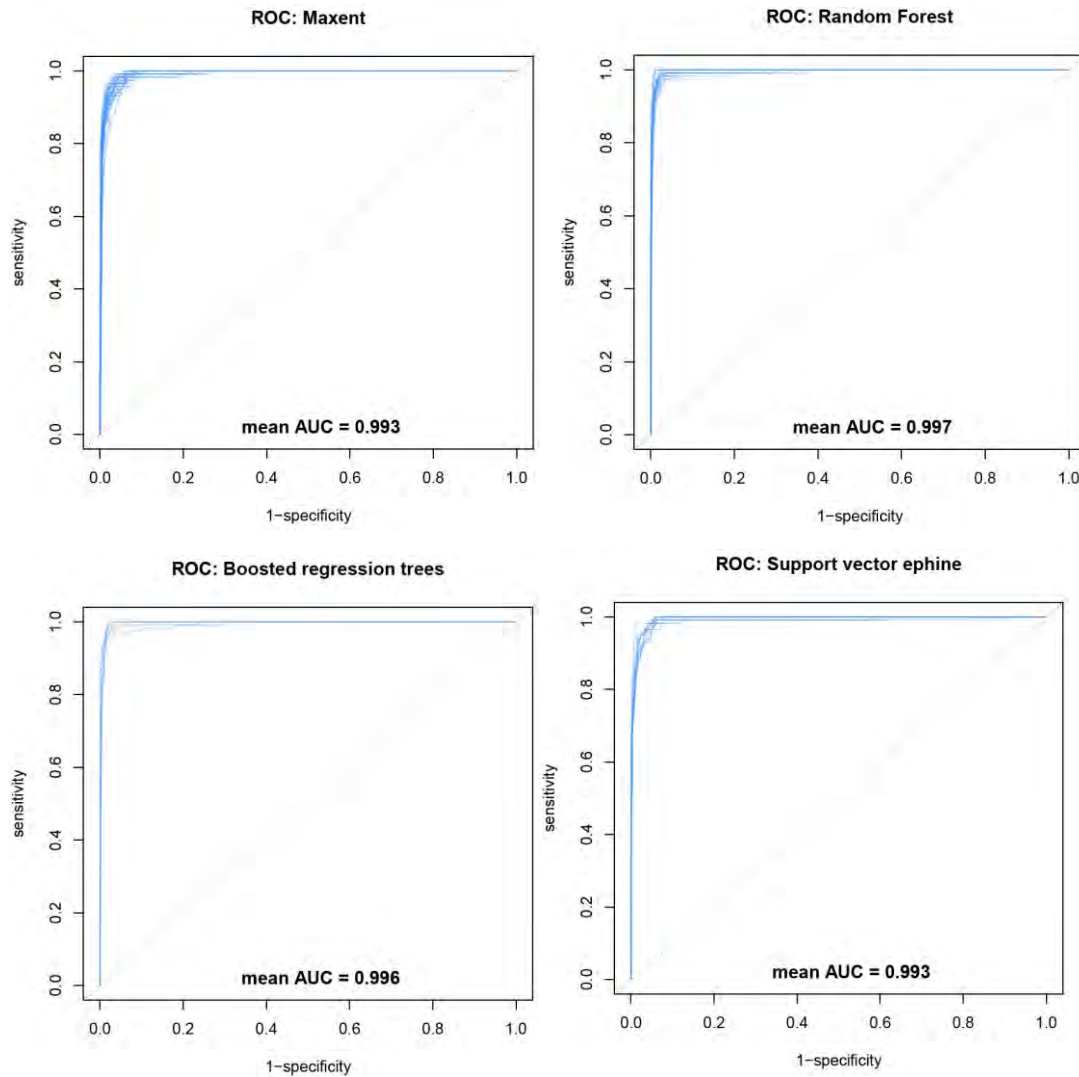 ROC: Maxent
sensitivity
1.0
0.8
0.6
0.4
0.2
0.0
mean AUC = 0.993
0.0 0.2 0.4 0.6 0.8 1.0
1−specificity
ROC: Random Forest
sensitivity
1.0
0.8
0.6
0.4
0.2
0.0
mean AUC = 0.997
0.0 0.2 0.4 0.6 0.8 1.0
1−specificity
ROC: Boosted regression trees
sensitivity
1.0
0.8
0.6
0.4
0.2
0.0
mean AUC = 0.996
0.0 0.2 0.4 0.6 0.8 1.0
1−specificity
ROC: Support vector ephine
sensitivity
1.0
0.8
0.6
0.4
0.2
0.0
mean AUC = 0.993
0.0 0.2 0.4 0.6 0.8 1.0
1−specificity